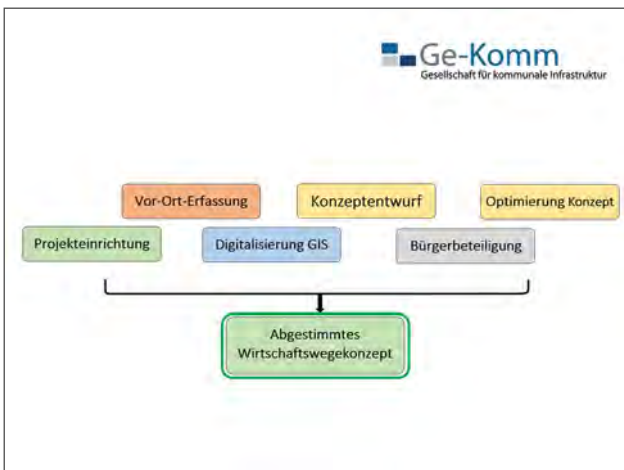 Ge-Komm
Gesellschaft für kommunale Infrastruktur
Vor-Ort-Erfassung
Konzeptentwurf
Optimierung Konzept
Projekteinrichtung
Digitalisierung GIS
Bürgerbeteiligung
Abgestimmtes
Wirtschaftswegekonzept